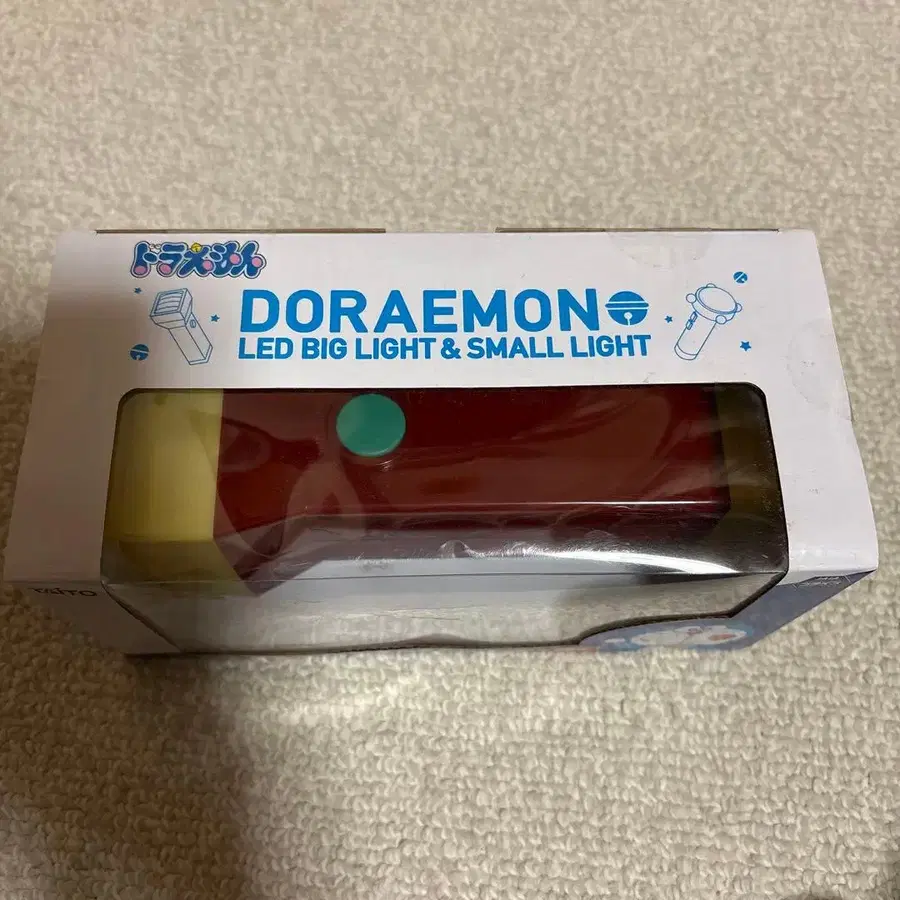 ドラえもん
DORAEMON
LED BIG LIGHT & SMALL LIGHT
TAITO